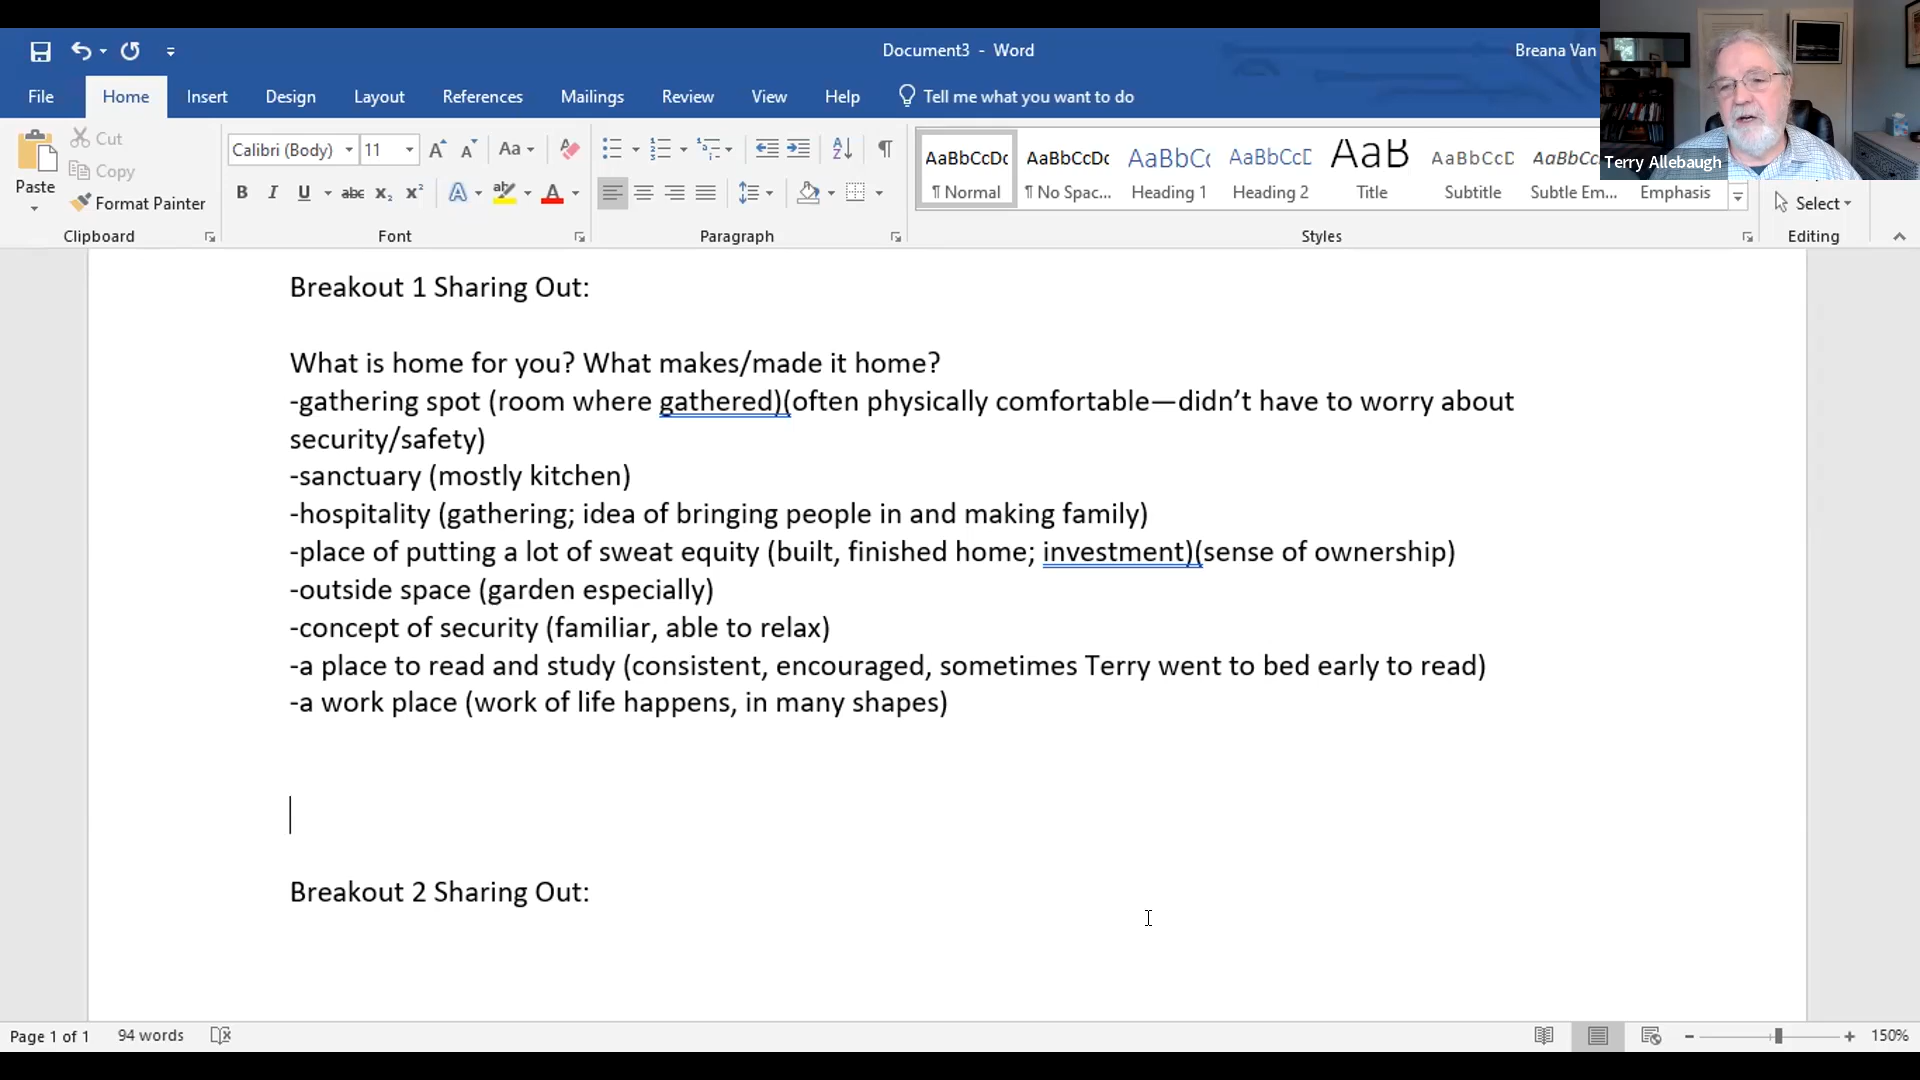 Document3 - Word
Breana Van
File Home Insert Design Layout References Mailings Review View Help Tell me what you want to do
Terry Allebaugh
Paste
Cut
Copy
Format Painter
Clipboard
Calibri (Body) 11
Aa
B I U abc x₂ x² A ab A
Font
Paragraph
AaBbCcDc AaBbCcDc AaBbC AaBbCcD AaB AaBbCcD AaBbCc
¶ Normal ¶ No Spac... Heading 1 Heading 2 Title Subtitle Subtle Em... Emphasis
Styles
Select
Editing
Breakout 1 Sharing Out:
What is home for you? What makes/made it home?
-gathering spot (room where gathered)(often physically comfortable—didn’t have to worry about
security/safety)
-sanctuary (mostly kitchen)
-hospitality (gathering; idea of bringing people in and making family)
-place of putting a lot of sweat equity (built, finished home; investment)(sense of ownership)
-outside space (garden especially)
-concept of security (familiar, able to relax)
-a place to read and study (consistent, encouraged, sometimes Terry went to bed early to read)
-a work place (work of life happens, in many shapes)
Breakout 2 Sharing Out:
Page 1 of 1 94 words 150%